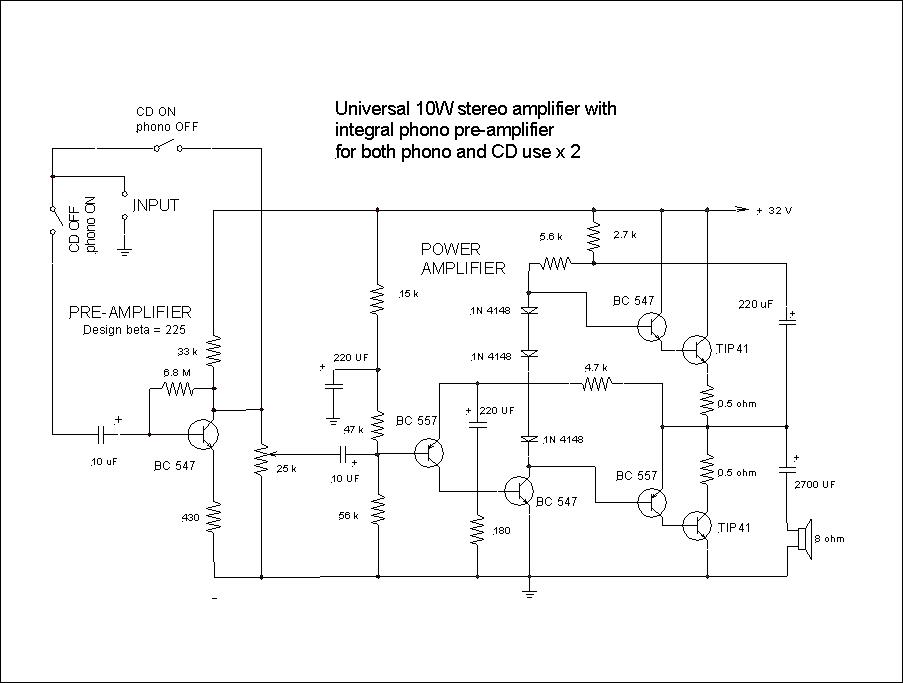 Universal 10W stereo amplifier with
integral phono pre-amplifier
for both phono and CD use x 2
CD ON
phono OFF
INPUT
CD OFF
phono ON
+ 32 V
5.6 k
2.7 k
POWER
AMPLIFIER
.15 k
PRE-AMPLIFIER
Design beta = 225
1N 4148
BC 547
220 uF
+
33 k
1N 4148
TIP41
220 UF
+
6.8 M
4.7 k
0.5 ohm
+
.10 uF
BC 547
.47 k
BC 557
+
220 UF
1N 4148
25 k
+
.10 UF
BC 557
0.5 ohm
+
2700 UF
BC 547
.430
56 k
.180
TIP41
8 ohm